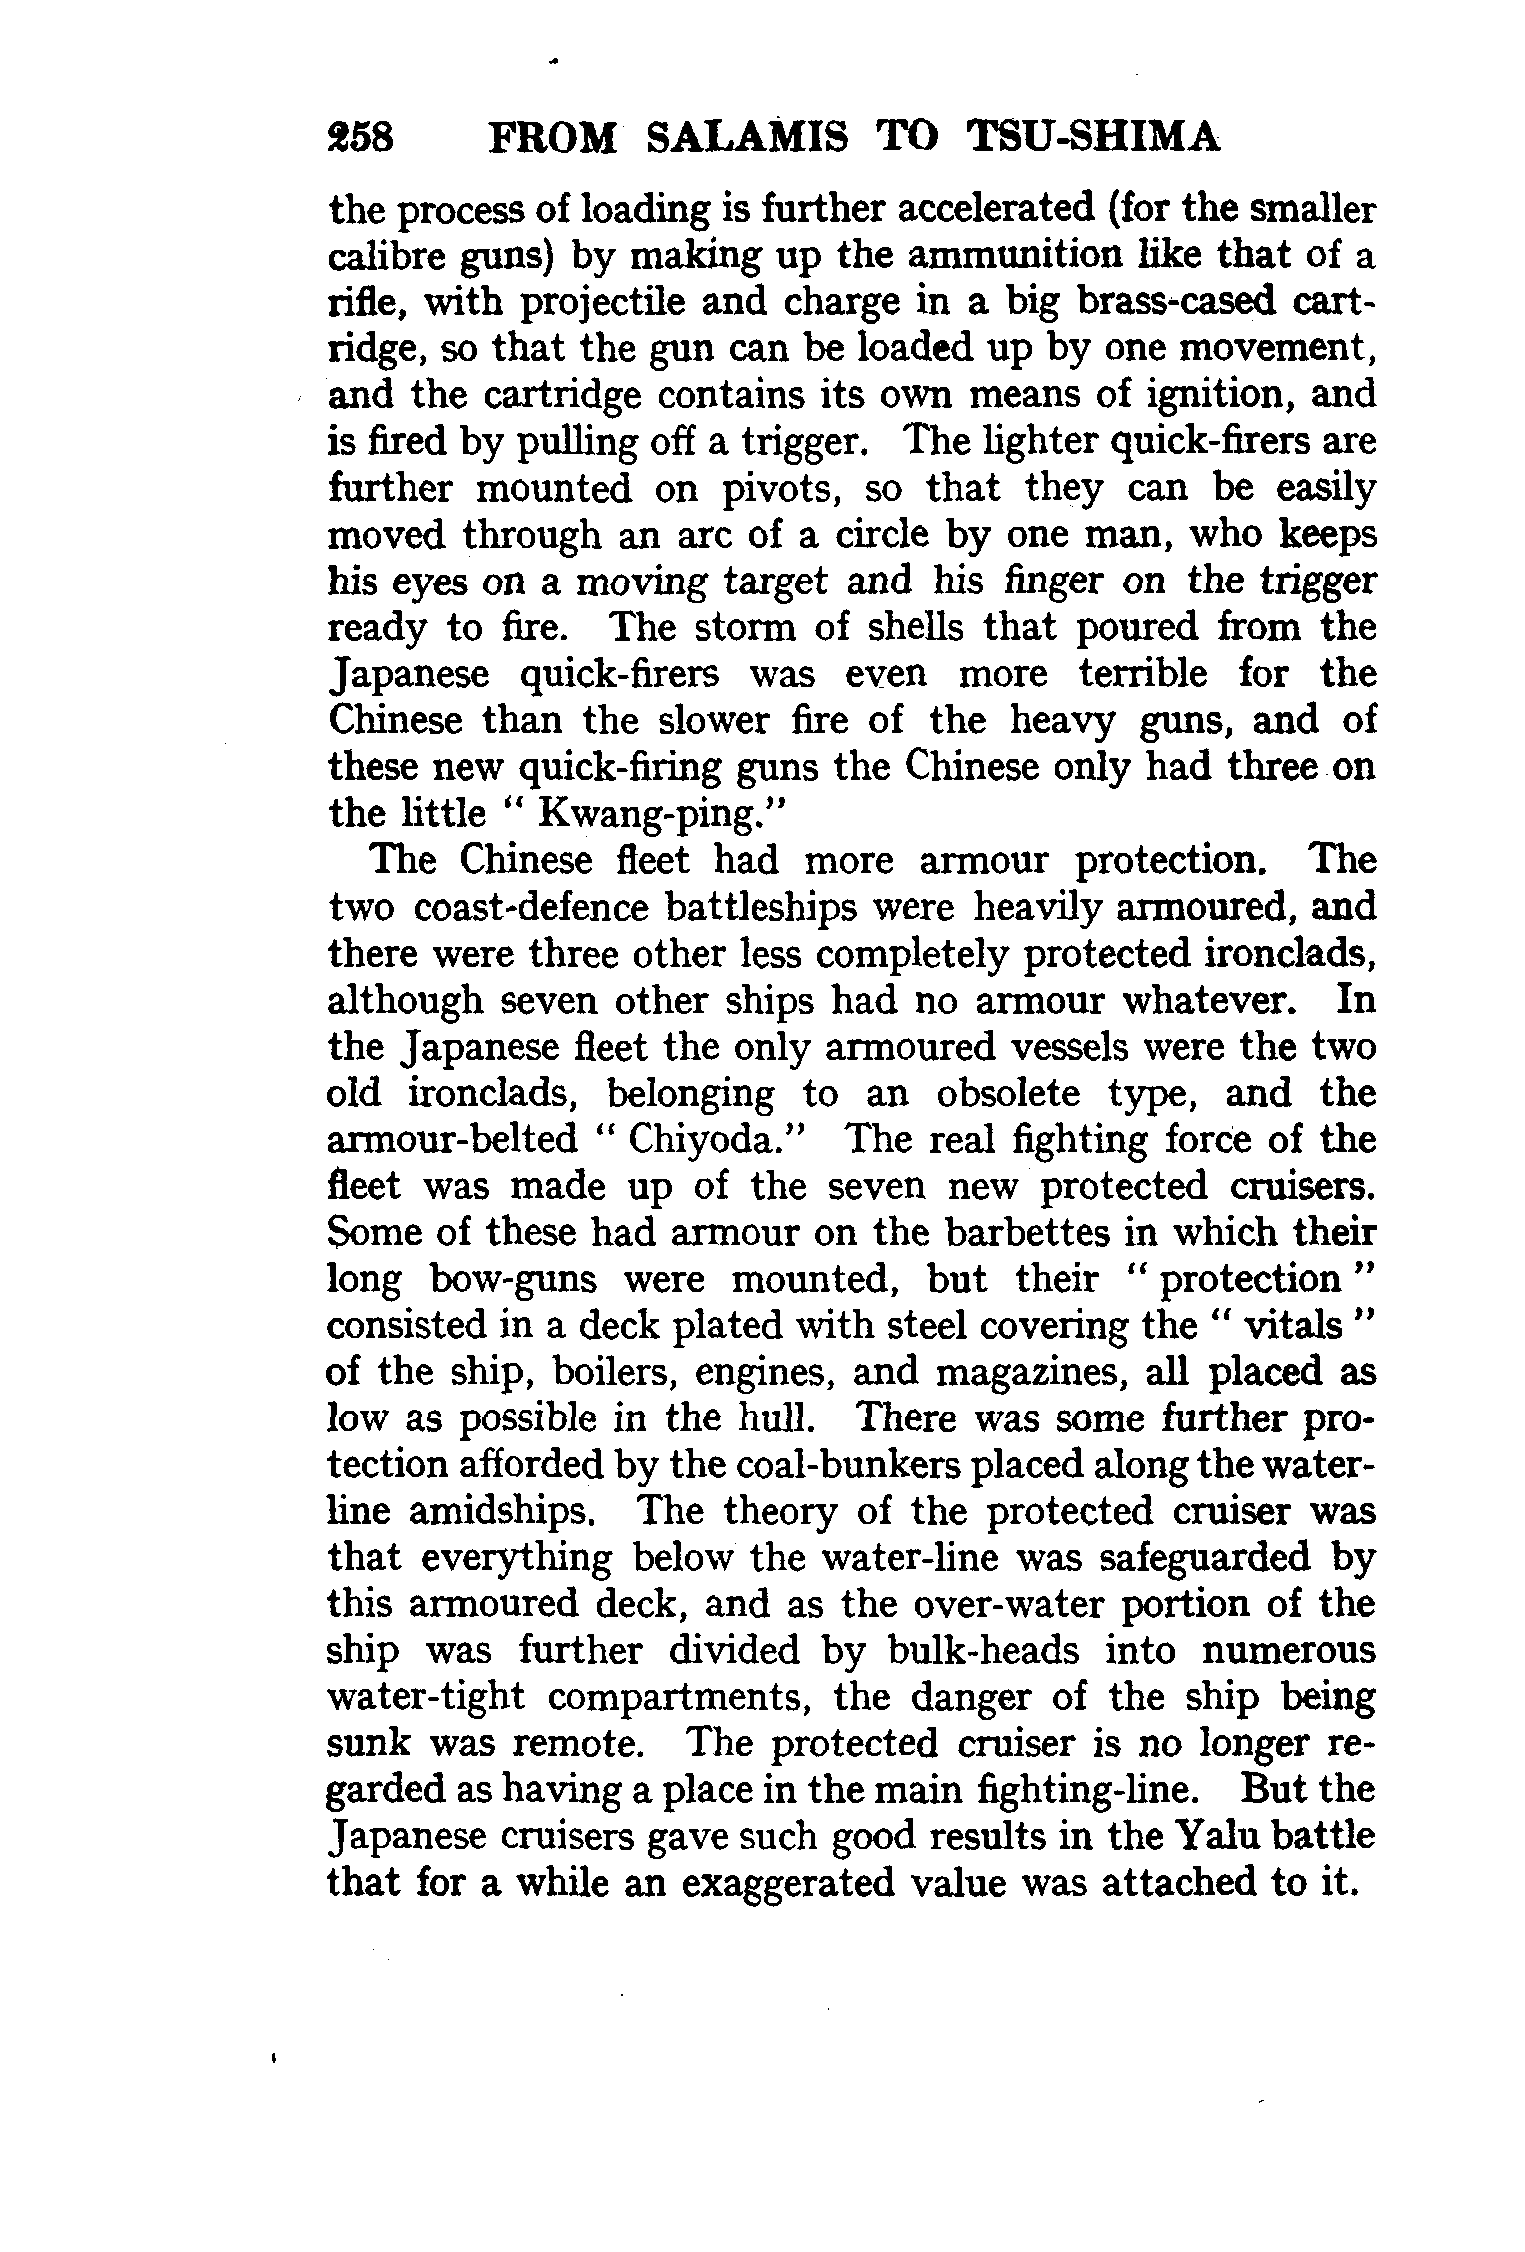 258 FROM SALAMIS TO TSU-SHIMA
the process of loading is further accelerated (for the smaller
calibre guns) by making up the ammunition like that of a
rifle, with projectile and charge in a big brass-cased cart-
ridge, so that the gun can be loaded up by one movement,
and the cartridge contains its own means of ignition, and
is fired by pulling off a trigger. The lighter quick-firers are
further mounted on pivots, so that they can be easily
moved through an arc of a circle by one man, who keeps
his eyes on a moving target and his finger on the trigger
ready to fire. The storm of shells that poured from the
Japanese quick-firers was even more terrible for the
Chinese than the slower fire of the heavy guns, and of
these new quick-firing guns the Chinese only had three on
the little “ Kwang-ping.”
The Chinese fleet had more armour protection. The
two coast-defence battleships were heavily armoured, and
there were three other less completely protected ironclads,
although seven other ships had no armour whatever. In
the Japanese fleet the only armoured vessels were the two
old ironclads, belonging to an obsolete type, and the
armour-belted “ Chiyoda.” The real fighting force of the
fleet was made up of the seven new protected cruisers.
Some of these had armour on the barbettes in which their
long bow-guns were mounted, but their “ protection ”
consisted in a deck plated with steel covering the “ vitals ”
of the ship, boilers, engines, and magazines, all placed as
low as possible in the hull. There was some further pro-
tection afforded by the coal-bunkers placed along the water-
line amidships. The theory of the protected cruiser was
that everything below the water-line was safeguarded by
this armoured deck, and as the over-water portion of the
ship was further divided by bulk-heads into numerous
water-tight compartments, the danger of the ship being
sunk was remote. The protected cruiser is no longer re-
garded as having a place in the main fighting-line. But the
Japanese cruisers gave such good results in the Yalu battle
that for a while an exaggerated value was attached to it.